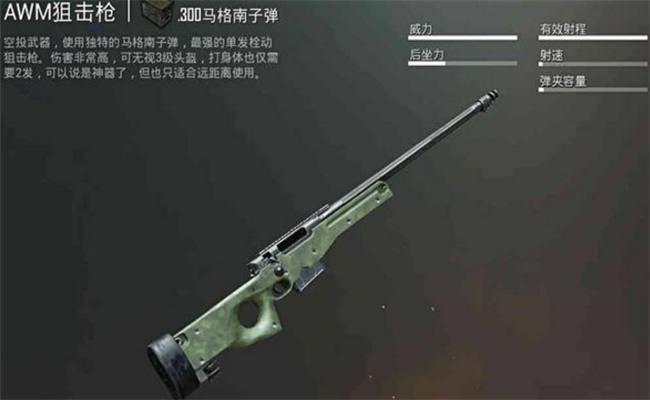 AWM狙击枪 | .300马格南子弹
空投武器，使用独特的马格南子弹，最强的单发栓动
狙击枪。伤害非常高，可无视3级头盔，打身体也仅需
要2发，可以说是神器了，但也只适合远距离使用。
威力
有效射程
后坐力
射速
弹夹容量